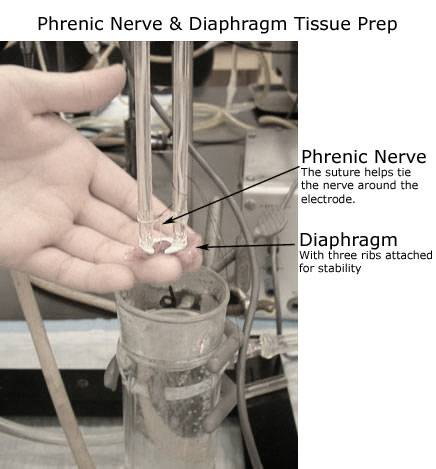 Phrenic Nerve & Diaphragm Tissue Prep
Phrenic Nerve
The suture helps tie
the nerve around the
electrode.
Diaphragm
With three ribs attached
for stability